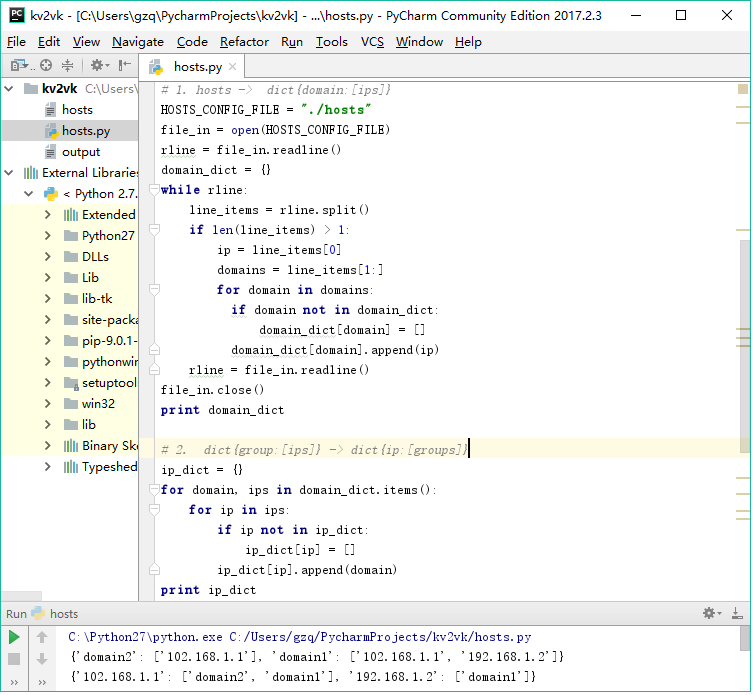 kv2vk - [C:\Users\gzq\PycharmProjects\kv2vk] - ...\hosts.py - PyCharm Community Edition 2017.2.3
File Edit View Navigate Code Refactor Run Tools VCS Window Help
hosts.py
kv2vk C:\Users\
hosts
hosts.py
output
External Libraries
< Python 2.7.
Extended
Python27
DLLs
Lib
lib-tk
site-packa
pip-9.0.1-
pythonwin
setuptool
win32
lib
Binary Ske
Typeshed
# 1. hosts -> dict{domain:[ips]}
HOSTS_CONFIG_FILE = "./hosts"
file_in = open(HOSTS_CONFIG_FILE)
rline = file_in.readline()
domain_dict = {}
while rline:
line_items = rline.split()
if len(line_items) > 1:
ip = line_items[0]
domains = line_items[1:]
for domain in domains:
if domain not in domain_dict:
domain_dict[domain] = []
domain_dict[domain].append(ip)
rline = file_in.readline()
file_in.close()
print domain_dict
# 2. dict{group:[ips]} -> dict{ip:[groups]}
ip_dict = {}
for domain, ips in domain_dict.items():
for ip in ips:
if ip not in ip_dict:
ip_dict[ip] = []
ip_dict[ip].append(domain)
print ip_dict
Run hosts
C:\Python27\python.exe C:/Users/gzq/PycharmProjects/kv2vk/hosts.py
{'domain2': ['102.168.1.1'], 'domain1': ['102.168.1.1', '192.168.1.2']}
{'102.168.1.1': ['domain2', 'domain1'], '192.168.1.2': ['domain1']}